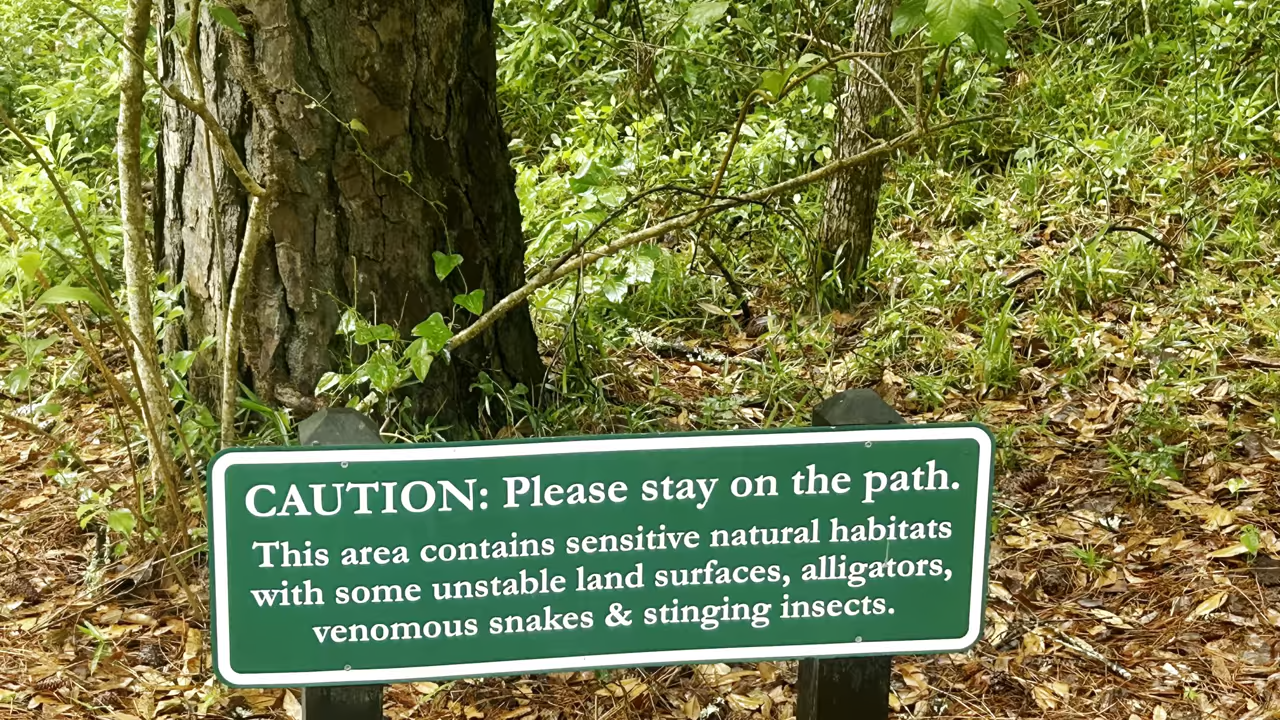 CAUTION: Please stay on the path.
This area contains sensitive natural habitats
with some unstable land surfaces, alligators,
venomous snakes & stinging insects.